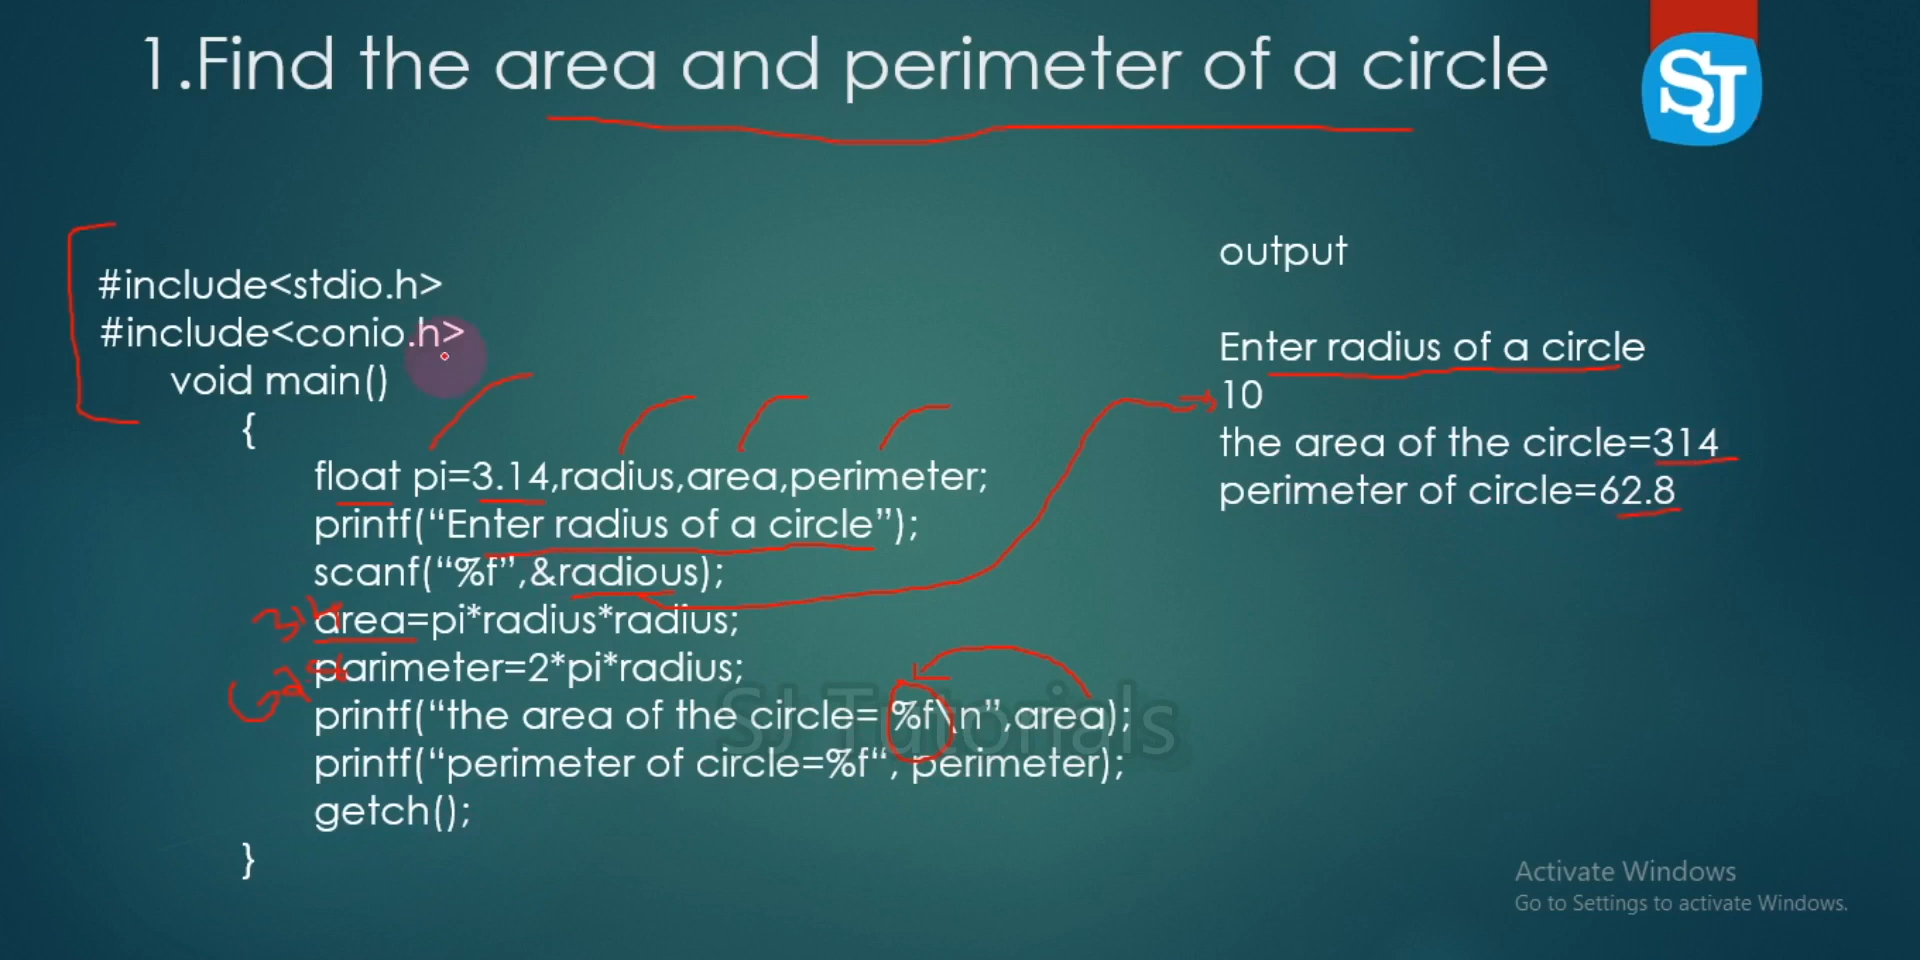 1.Find the area and perimeter of a circle
SJ
#include<stdio.h>
#include<conio.h>
void main()
{
float pi=3.14,radius,area,perimeter;
printf(“Enter radius of a circle”);
scanf(“%f”,&radious);
area=pi*radius*radius;
parimeter=2*pi*radius;
printf(“the area of the circle= %f\n”,area);
printf(“perimeter of circle=%f“, perimeter);
getch();
}
output
Enter radius of a circle
10
the area of the circle=314
perimeter of circle=62.8
314
SJ Tutorials
Activate Windows
Go to Settings to activate Windows.